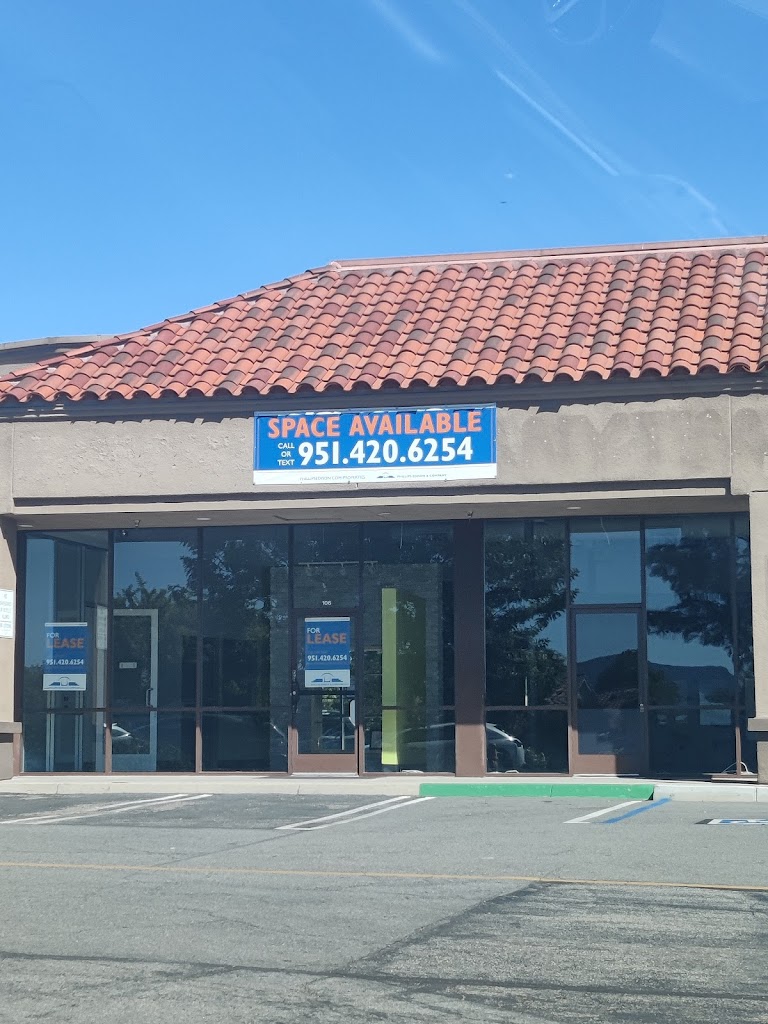 SPACE AVAILABLE
CALL
OR
TEXT
951.420.6254
106
FOR
LEASE
951.420.6254
FOR
LEASE
951.420.6254